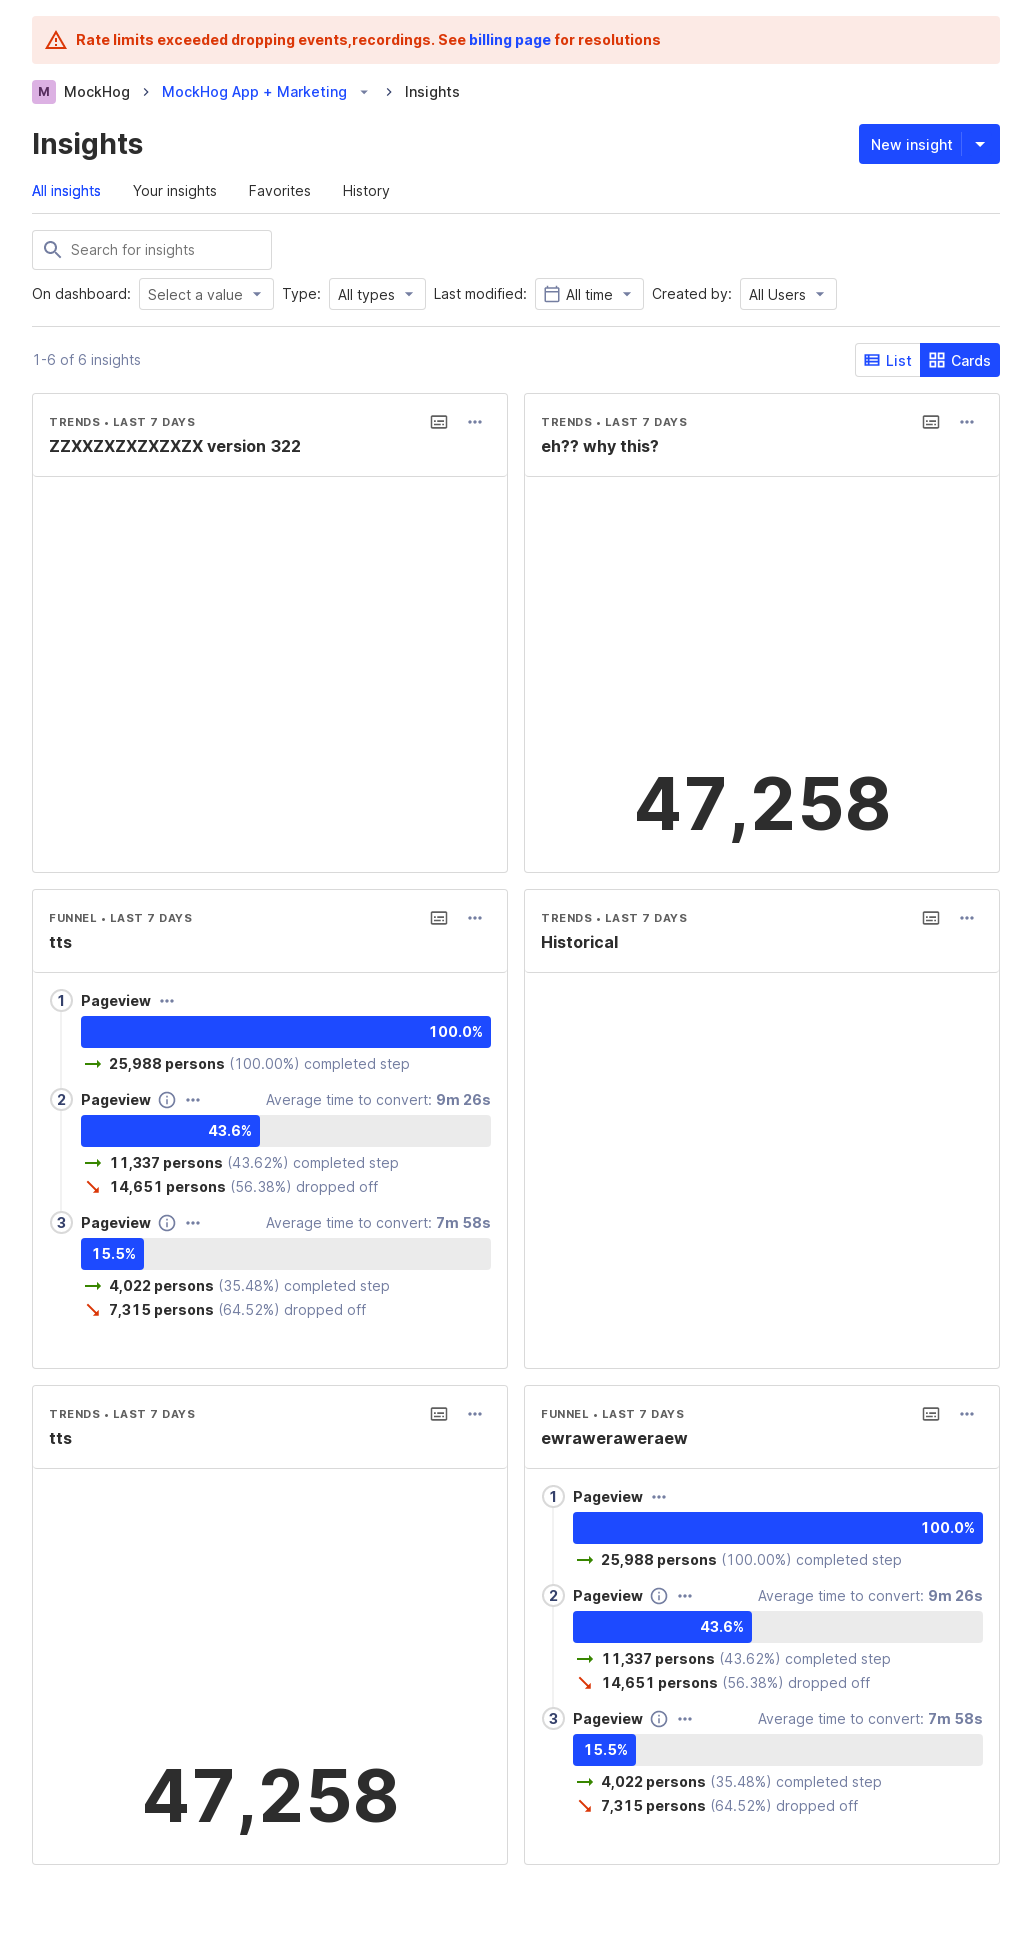 Rate limits exceeded dropping events,recordings. See billing page for resolutions
M MockHog MockHog App + Marketing Insights
Insights
New insight
All insights Your insights Favorites History
Search for insights
On dashboard: Select a value Type: All types Last modified: All time Created by: All Users
1-6 of 6 insights
List Cards
TRENDS • LAST 7 DAYS
ZZXXZXZXZXZXZX version 322
TRENDS • LAST 7 DAYS
eh?? why this?
47,258
FUNNEL • LAST 7 DAYS
tts
1 Pageview
100.0%
25,988 persons (100.00%) completed step
2 Pageview Average time to convert: 9m 26s
43.6%
11,337 persons (43.62%) completed step
14,651 persons (56.38%) dropped off
3 Pageview Average time to convert: 7m 58s
15.5%
4,022 persons (35.48%) completed step
7,315 persons (64.52%) dropped off
TRENDS • LAST 7 DAYS
Historical
TRENDS • LAST 7 DAYS
tts
47,258
FUNNEL • LAST 7 DAYS
ewraweraweraew
1 Pageview
100.0%
25,988 persons (100.00%) completed step
2 Pageview Average time to convert: 9m 26s
43.6%
11,337 persons (43.62%) completed step
14,651 persons (56.38%) dropped off
3 Pageview Average time to convert: 7m 58s
15.5%
4,022 persons (35.48%) completed step
7,315 persons (64.52%) dropped off